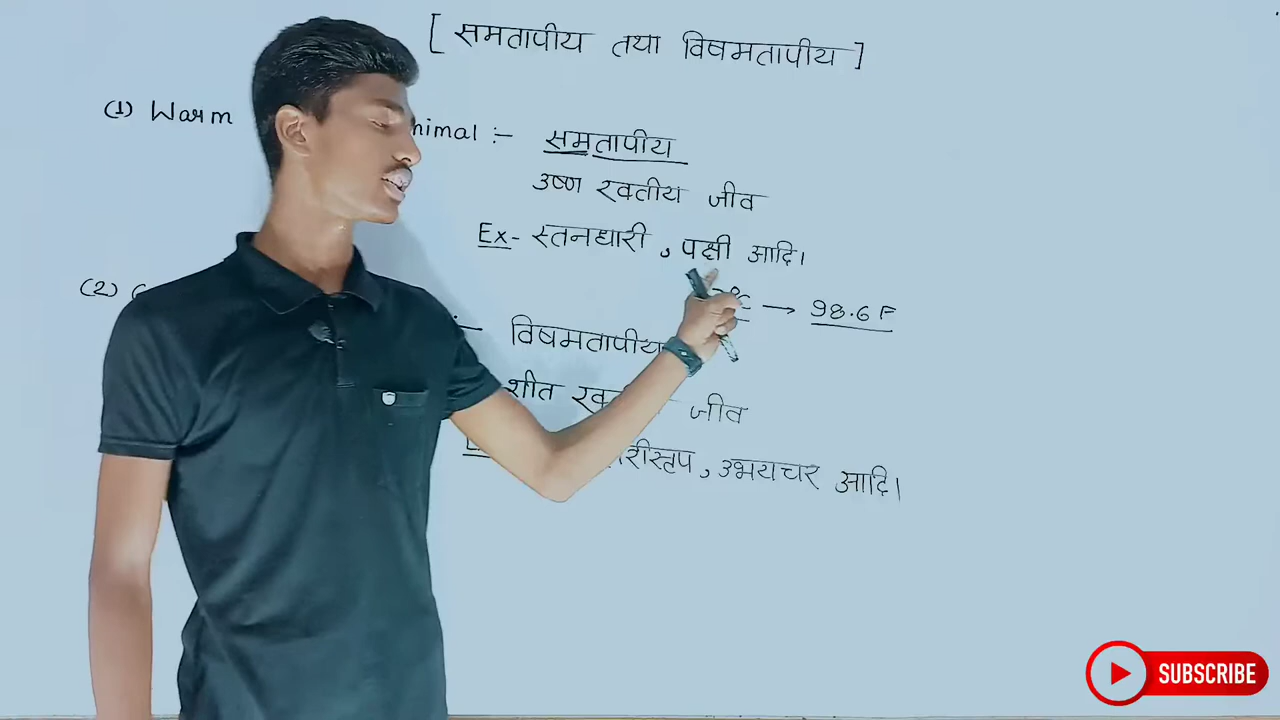 [ समतापीय तथा विषमतापीय ]
(1) Warm nimal :- समतापीय
उष्ण रक्तीय जीव
Ex- स्तनधारी, पक्षी आदि।
→ 98.6 F
(2) :- विषमतापीय
शीत जीव
उभयचर आदि।
SUBSCRIBE